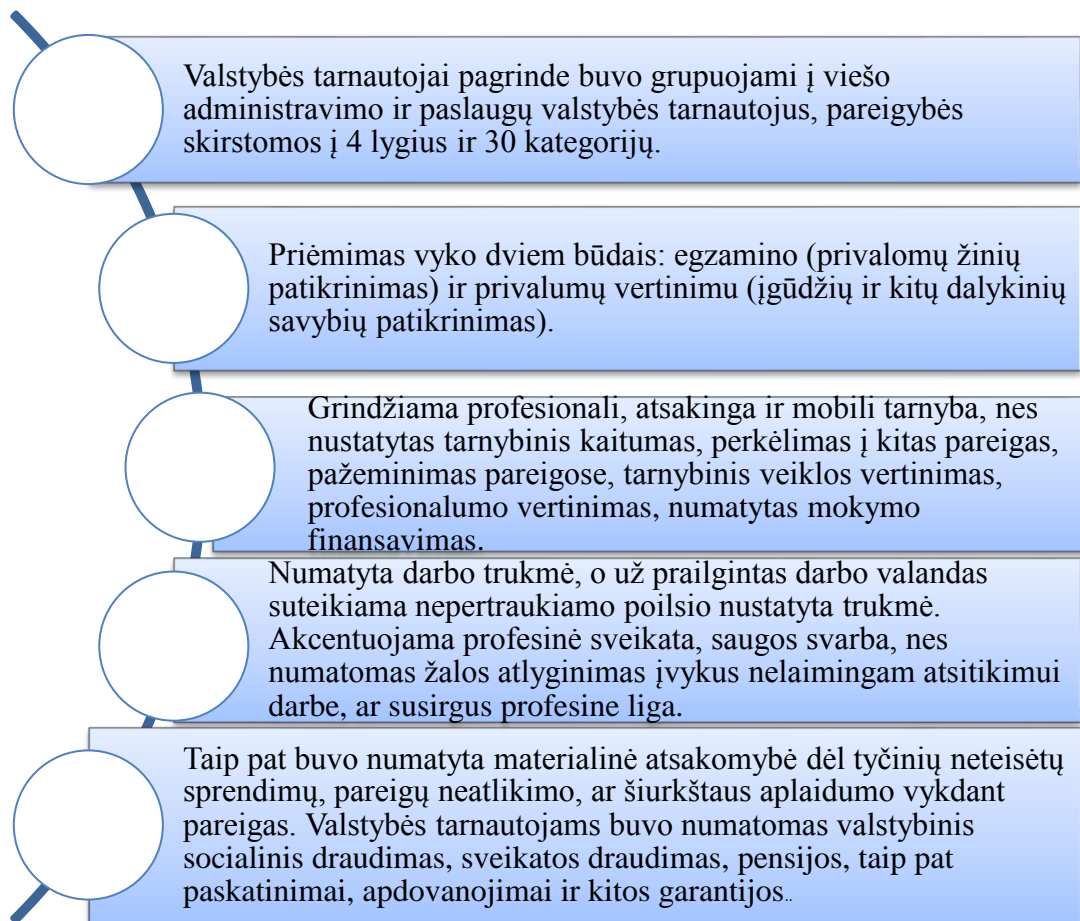 Valstybės tarnautojai pagrinde buvo grupuojami į viešo
administravimo ir paslaugų valstybės tarnautojus, pareigybės
skirstomos į 4 lygius ir 30 kategorijų.
Priėmimas vyko dviem būdais: egzamino (privalomų žinių
patikrinimas) ir privalumų vertinimu (įgūdžių ir kitų dalykinių
savybių patikrinimas).
Grindžiama profesionali, atsakinga ir mobili tarnyba, nes
nustatytas tarnybinis kaitumas, perkėlimas į kitas pareigas,
pažeminimas pareigose, tarnybinis veiklos vertinimas,
profesionalumo vertinimas, numatytas mokymo
finansavimas.
Numatyta darbo trukmė, o už prailgintas darbo valandas
suteikiama nepertraukiamo poilsio nustatyta trukmė.
Akcentuojama profesinė sveikata, saugos svarba, nes
numatomas žalos atlyginimas įvykus nelaimingam atsitikimui
darbe, ar susirgus profesine liga.
Taip pat buvo numatyta materialinė atsakomybė dėl tyčinių neteisėtų
sprendimų, pareigų neatlikimo, ar šiurkštaus aplaidumo vykdant
pareigas. Valstybės tarnautojams buvo numatomas valstybinis
socialinis draudimas, sveikatos draudimas, pensijos, taip pat
paskatinimai, apdovanojimai ir kitos garantijos..